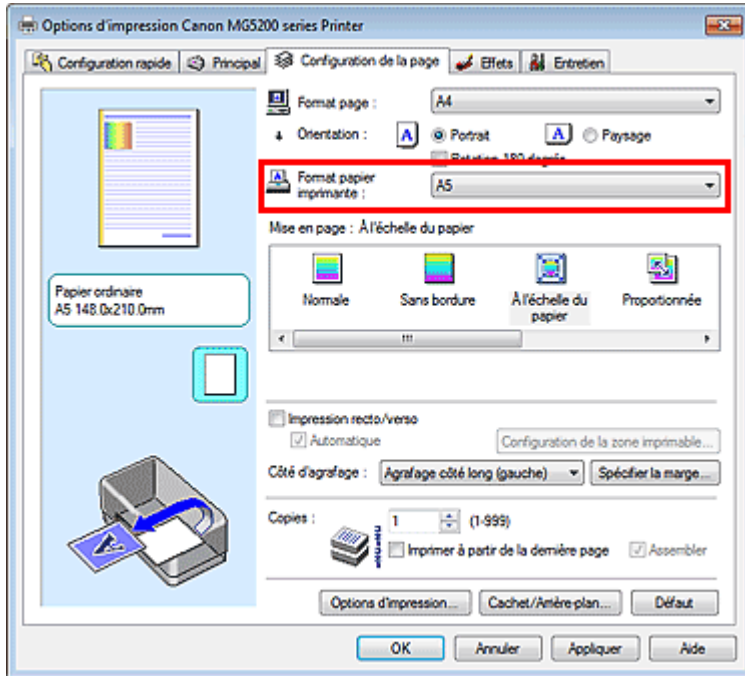 Options d'impression Canon MG5200 series Printer
Configuration rapide Principal Configuration de la page Effets Entretien
Format page : A4
Orientation : A Portrait A Paysage
Rotation 180 degrés
Format papier imprimante : A5
Mise en page : À l'échelle du papier
Normale Sans bordure À l'échelle du papier Proportionnée
Papier ordinaire
A5 148.0x210.0mm
Impression recto/verso
Automatique Configuration de la zone imprimable...
Côté d'agrafage : Agrafage côté long (gauche) Spécifier la marge...
Copies : 1 (1-999)
Imprimer à partir de la dernière page Assembler
Options d'impression... Cachet/Arrière-plan... Défaut
OK Annuler Appliquer Aide